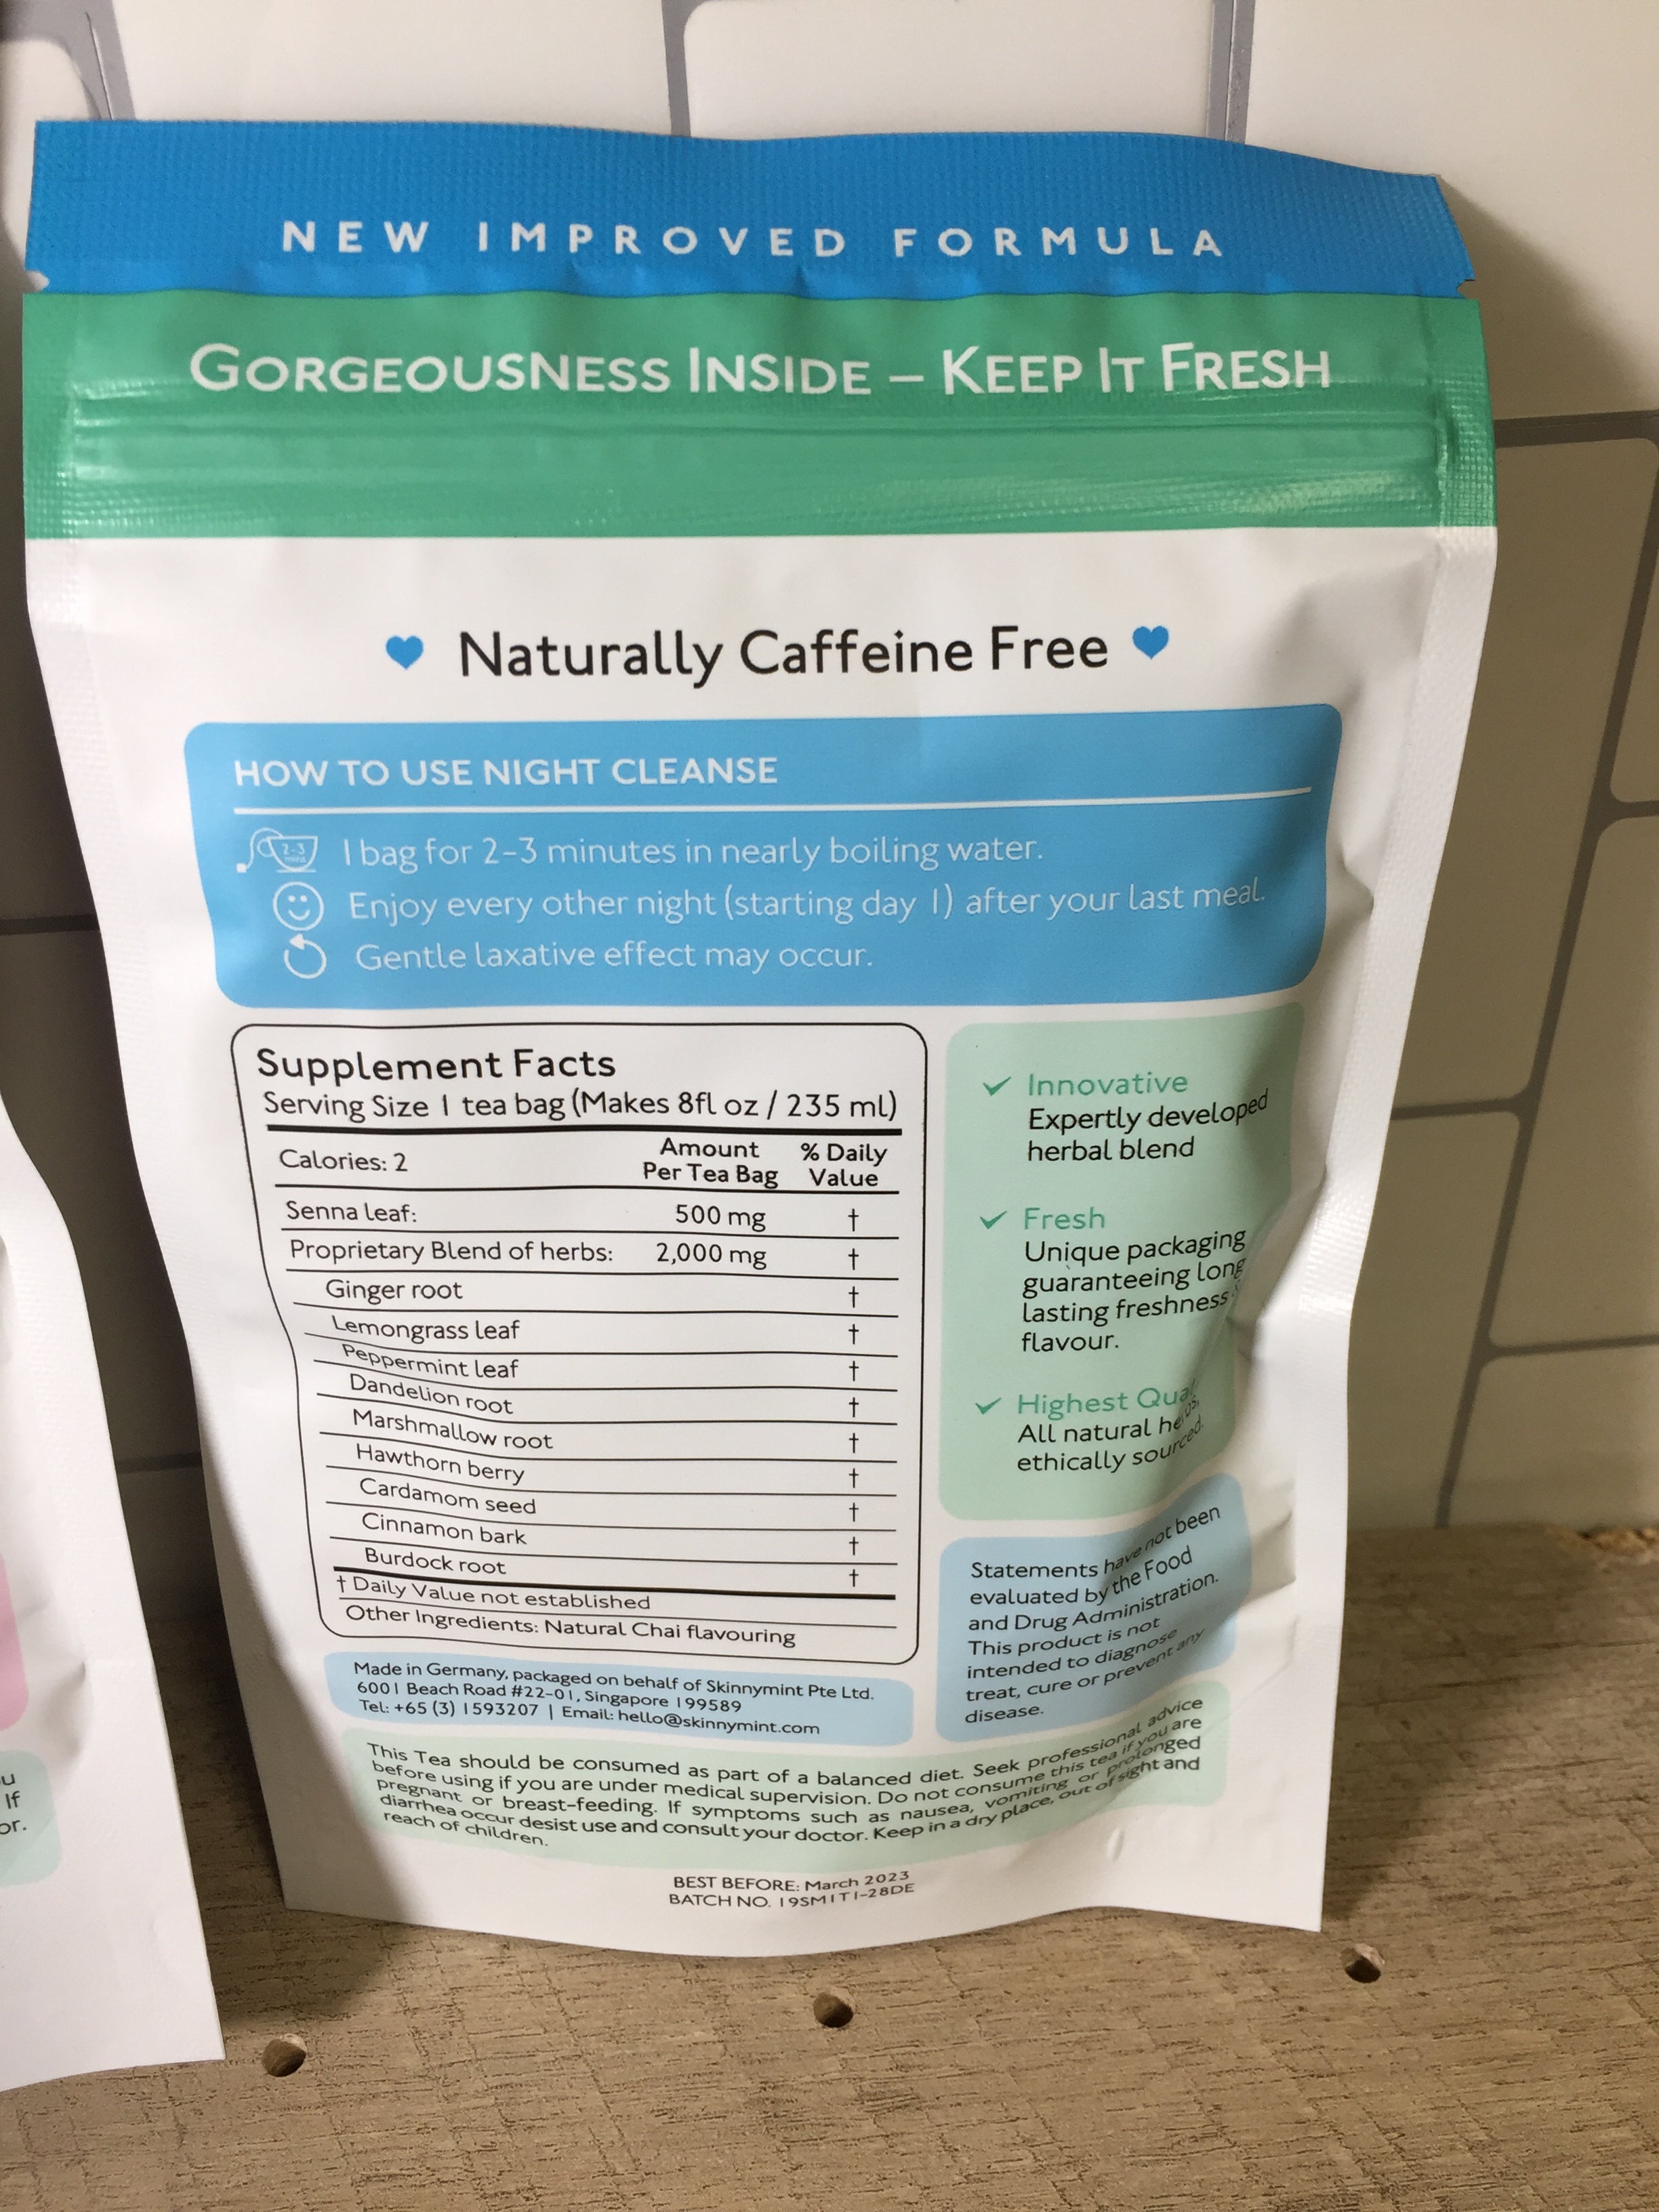 NEW IMPROVED FORMULA
GORGEOUSNESS INSIDE – KEEP IT FRESH
Naturally Caffeine Free
HOW TO USE NIGHT CLEANSE
2-3
mins
1 bag for 2-3 minutes in nearly boiling water.
Enjoy every other night (starting day 1) after your last meal.
Gentle laxative effect may occur.
Supplement Facts
Serving Size 1 tea bag (Makes 8fl oz / 235 ml)
Calories: 2 Amount Per Tea Bag % Daily Value
Senna leaf: 500 mg †
Proprietary Blend of herbs: 2,000 mg †
Ginger root †
Lemongrass leaf †
Peppermint leaf †
Dandelion root †
Marshmallow root †
Hawthorn berry †
Cardamom seed †
Cinnamon bark †
Burdock root †
† Daily Value not established
Other Ingredients: Natural Chai flavouring
Innovative
Expertly developed
herbal blend
Fresh
Unique packaging
guaranteeing long
lasting freshness
flavour.
Highest
All natural
ethically sourced.
Statements have not been
evaluated by the Food
and Drug Administration.
This product is not
intended to diagnose
treat, cure or prevent any
disease.
Made in Germany, packaged on behalf of Skinnymint Pte Ltd.
6001 Beach Road #22-01, Singapore 199589
Tel: +65 (3) 1593207 | Email: hello@skinnymint.com
This Tea should be consumed as part of a balanced diet. Seek professional advice
before using if you are under medical supervision. Do not consume this tea if you are
pregnant or breast-feeding. If symptoms such as nausea, vomiting or prolonged
diarrhea occur desist use and consult your doctor. Keep in a dry place, out of sight and
reach of children.
BEST BEFORE: March 2023
BATCH NO. 19SM1T1-28DE
If
or.